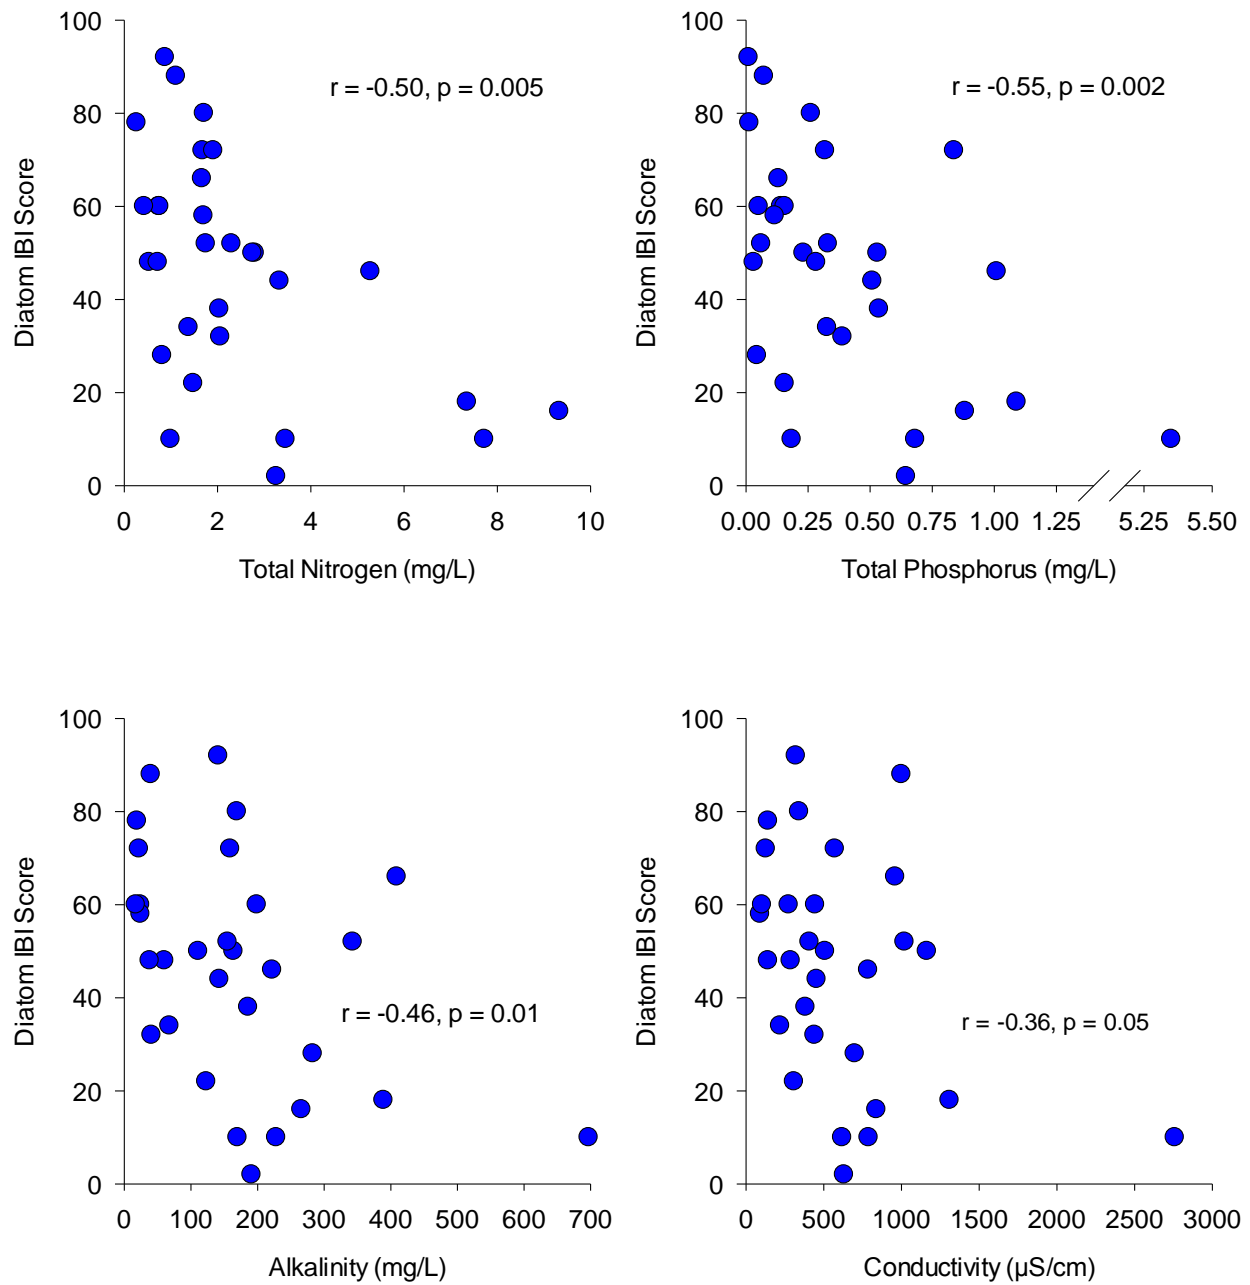 100
80
60
40
20
0
Diatom IBI Score
r = -0.50, p = 0.005
0 2 4 6 8 10
Total Nitrogen (mg/L)
100
80
60
40
20
0
Diatom IBI Score
r = -0.55, p = 0.002
0.00 0.25 0.50 0.75 1.00 1.25 5.25 5.50
Total Phosphorus (mg/L)
100
80
60
40
20
0
Diatom IBI Score
r = -0.46, p = 0.01
0 100 200 300 400 500 600 700
Alkalinity (mg/L)
100
80
60
40
20
0
Diatom IBI Score
r = -0.36, p = 0.05
0 500 1000 1500 2000 2500 3000
Conductivity (µS/cm)